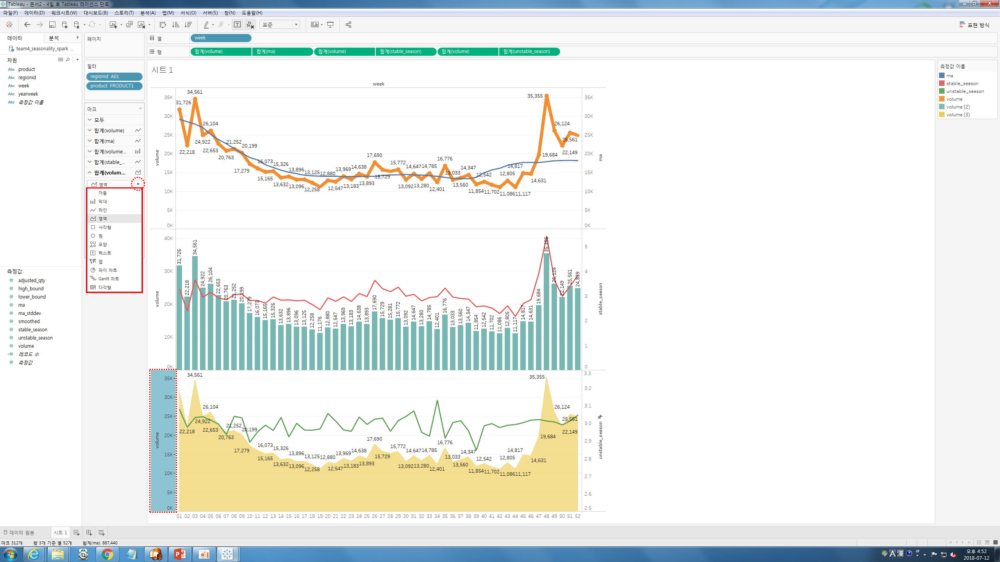 Tableau - 문서2 - 4일 후 Tableau 라이선스 만료
파일(F) 데이터(D) 워크시트(W) 대시보드(B) 스토리(T) 분석(A) 맵(M) 서식(O) 서버(S) 창(N) 도움말(H)
표준
표현 방식
데이터 분석
team4_seasonality_spark ...
차원
Abc product
Abc regionid
Abc week
Abc yearweek
Abc 측정값 이름
측정값
adjusted_qty
high_bound
lower_bound
ma
ma_stddev
smoothed
stable_season
unstable_season
volume
레코드 수
측정값
페이지
필터
regionid: A01
product: PRODUCT1
마크
모두
합계(volume)
합계(ma)
합계(volume...
합계(stable_...
합계(volum...
영역
자동
막대
라인
영역
사각형
원
모양
텍스트
맵
파이 차트
Gantt 차트
다각형
열 week
행 합계(volume) 합계(ma) 합계(volume) 합계(stable_season) 합계(volume) 합계(unstable_season)
시트 1
week
volume
35K
30K
25K
20K
15K
10K
5K
0K
31,726
22,218
34,561
24,922
26,104
22,653
20,763
21,252
20,199
17,279
16,073
15,165
15,326
13,632
13,896
13,096
13,125
12,258
12,880
12,547
13,969
13,183
14,638
13,893
17,690
15,729
15,772
13,092
14,647
13,280
14,785
12,401
16,776
13,033
13,560
14,347
11,854
12,542
11,702
11,086
12,805
11,117
14,817
14,631
19,684
35,355
26,124
22,149
25,561
35K
30K
25K
20K
15K
10K
5K
0K
ma
volume
40K
30K
20K
10K
0K
31,726
22,218
34,561
24,922
26,104
22,653
20,763
21,252
20,199
17,279
16,073
15,165
15,326
13,632
13,896
13,096
13,125
12,258
11,176
12,880
12,547
13,969
13,183
14,638
13,893
17,690
15,729
15,281
15,772
13,092
14,647
13,280
14,785
12,401
16,776
13,033
13,560
14,347
11,854
12,542
11,702
11,086
12,805
11,117
14,817
14,631
19,684
35,355
26,124
22,149
25,561
24,839
5
4
3
2
1
0
stable_season
volume
35K
30K
25K
20K
15K
10K
5K
0K
22,218
34,561
24,922
26,104
22,653
20,763
21,252
20,199
17,279
16,073
15,165
15,326
13,632
13,896
13,096
13,125
12,258
12,880
12,547
13,969
13,183
14,638
13,893
17,690
15,729
15,772
13,092
14,647
13,280
14,785
12,401
16,776
13,033
13,560
14,347
11,854
12,542
11,702
11,086
12,805
11,117
14,817
14,631
19,684
35,355
26,124
22,149
25,561
3.3
3.2
3.1
3.0
2.9
2.8
2.7
2.6
2.5
unstable_season
01 02 03 04 05 06 07 08 09 10 11 12 13 14 15 16 17 18 19 20 21 22 23 24 25 26 27 28 29 30 31 32 33 34 35 36 37 38 39 40 41 42 43 44 45 46 47 48 49 50 51 52
측정값 이름
ma
stable_season
unstable_season
volume
volume (2)
volume (3)
데이터 원본 시트 1
마크 312개 행 3개 기준 열 52개 합계(ma): 887,440
A 漢 오후 4:52
2018-07-12